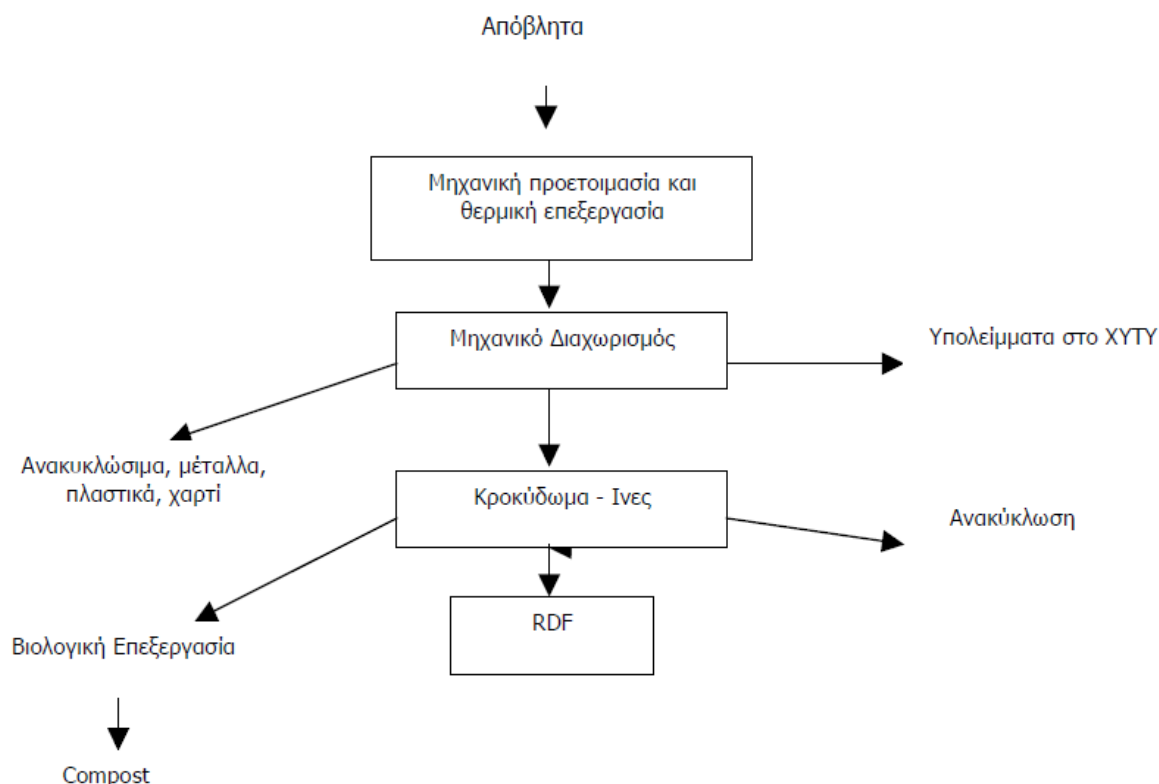 Απόβλητα
Μηχανική προετοιμασία και
θερμική επεξεργασία
Μηχανικό Διαχωρισμός
Υπολείμματα στο ΧΥΤΥ
Ανακυκλώσιμα, μέταλλα,
πλαστικά, χαρτί
Κροκύδωμα - Ινες
Ανακύκλωση
RDF
Βιολογική Επεξεργασία
Compost